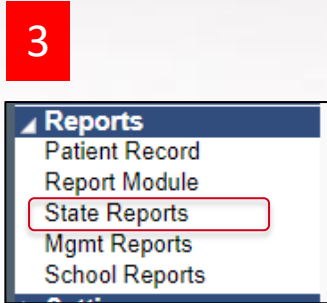 3
Reports
Patient Record
Report Module
State Reports
Mgmt Reports
School Reports